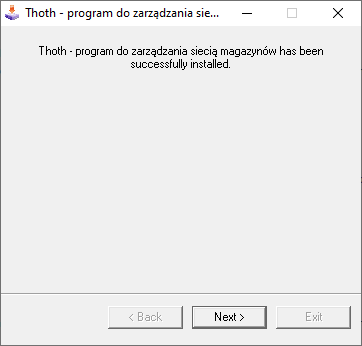 Thoth - program do zarządzania sie...
Thoth - program do zarządzania siecią magazynów has been
successfully installed.
< Back
Next >
Exit